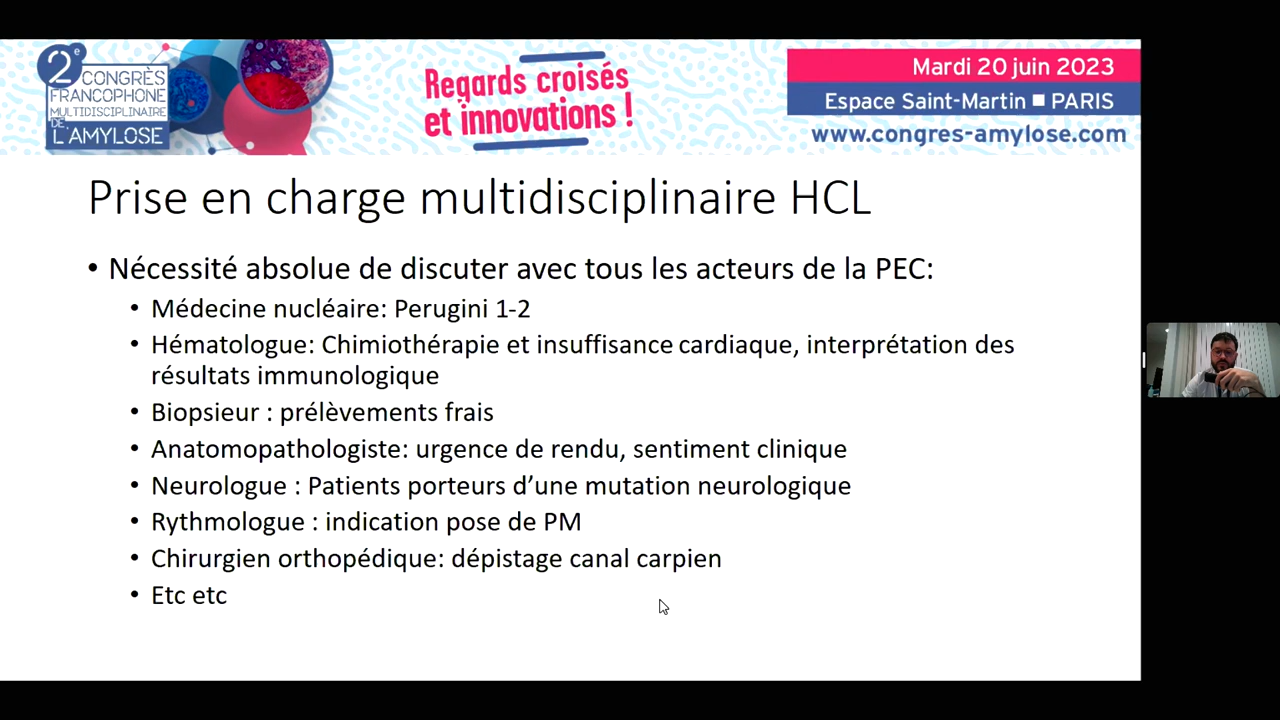 2e CONGRÈS
FRANCOPHONE
MULTIDISCIPLINAIRE
DE
L'AMYLOSE
Regards croisés
et innovations !
Mardi 20 juin 2023
Espace Saint-Martin ■ PARIS
www.congres-amylose.com
Prise en charge multidisciplinaire HCL
• Nécessité absolue de discuter avec tous les acteurs de la PEC:
• Médecine nucléaire: Perugini 1-2
• Hématologue: Chimiothérapie et insuffisance cardiaque, interprétation des
résultats immunologique
• Biopsieur : prélèvements frais
• Anatomopathologiste: urgence de rendu, sentiment clinique
• Neurologue : Patients porteurs d’une mutation neurologique
• Rythmologue : indication pose de PM
• Chirurgien orthopédique: dépistage canal carpien
• Etc etc